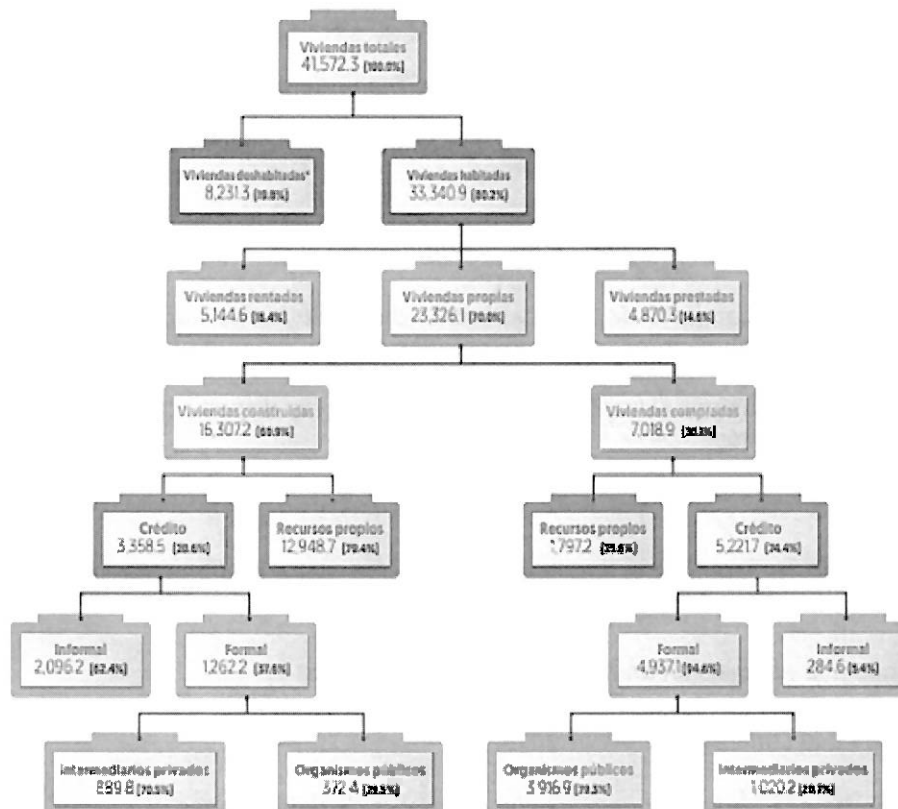 Viviendas totales
41,572.3 [100.0%]
Viviendas deshabitadas*
8,231.3 [19.8%]
Viviendas habitadas
33,340.9 [80.2%]
Viviendas rentadas
5,144.6 [15.4%]
Viviendas propias
23,326.1 [70.0%]
Viviendas prestadas
4,870.3 [14.6%]
Viviendas construidas
16,307.2 [69.9%]
Viviendas compradas
7,018.9 [30.1%]
Crédito
3,358.5 [20.6%]
Recursos propios
12,948.7 [79.4%]
Recursos propios
1,797.2 [25.6%]
Crédito
5,221.7 [74.4%]
Informal
2,096.2 [62.4%]
Formal
1,262.2 [37.6%]
Formal
4,937.1 [94.6%]
Informal
284.6 [5.4%]
Intermediarios privados
889.8 [70.5%]
Organismos públicos
372.4 [29.5%]
Organismos públicos
3 916.9 [79.3%]
Intermediarios privados
1,020.2 [20.7%]